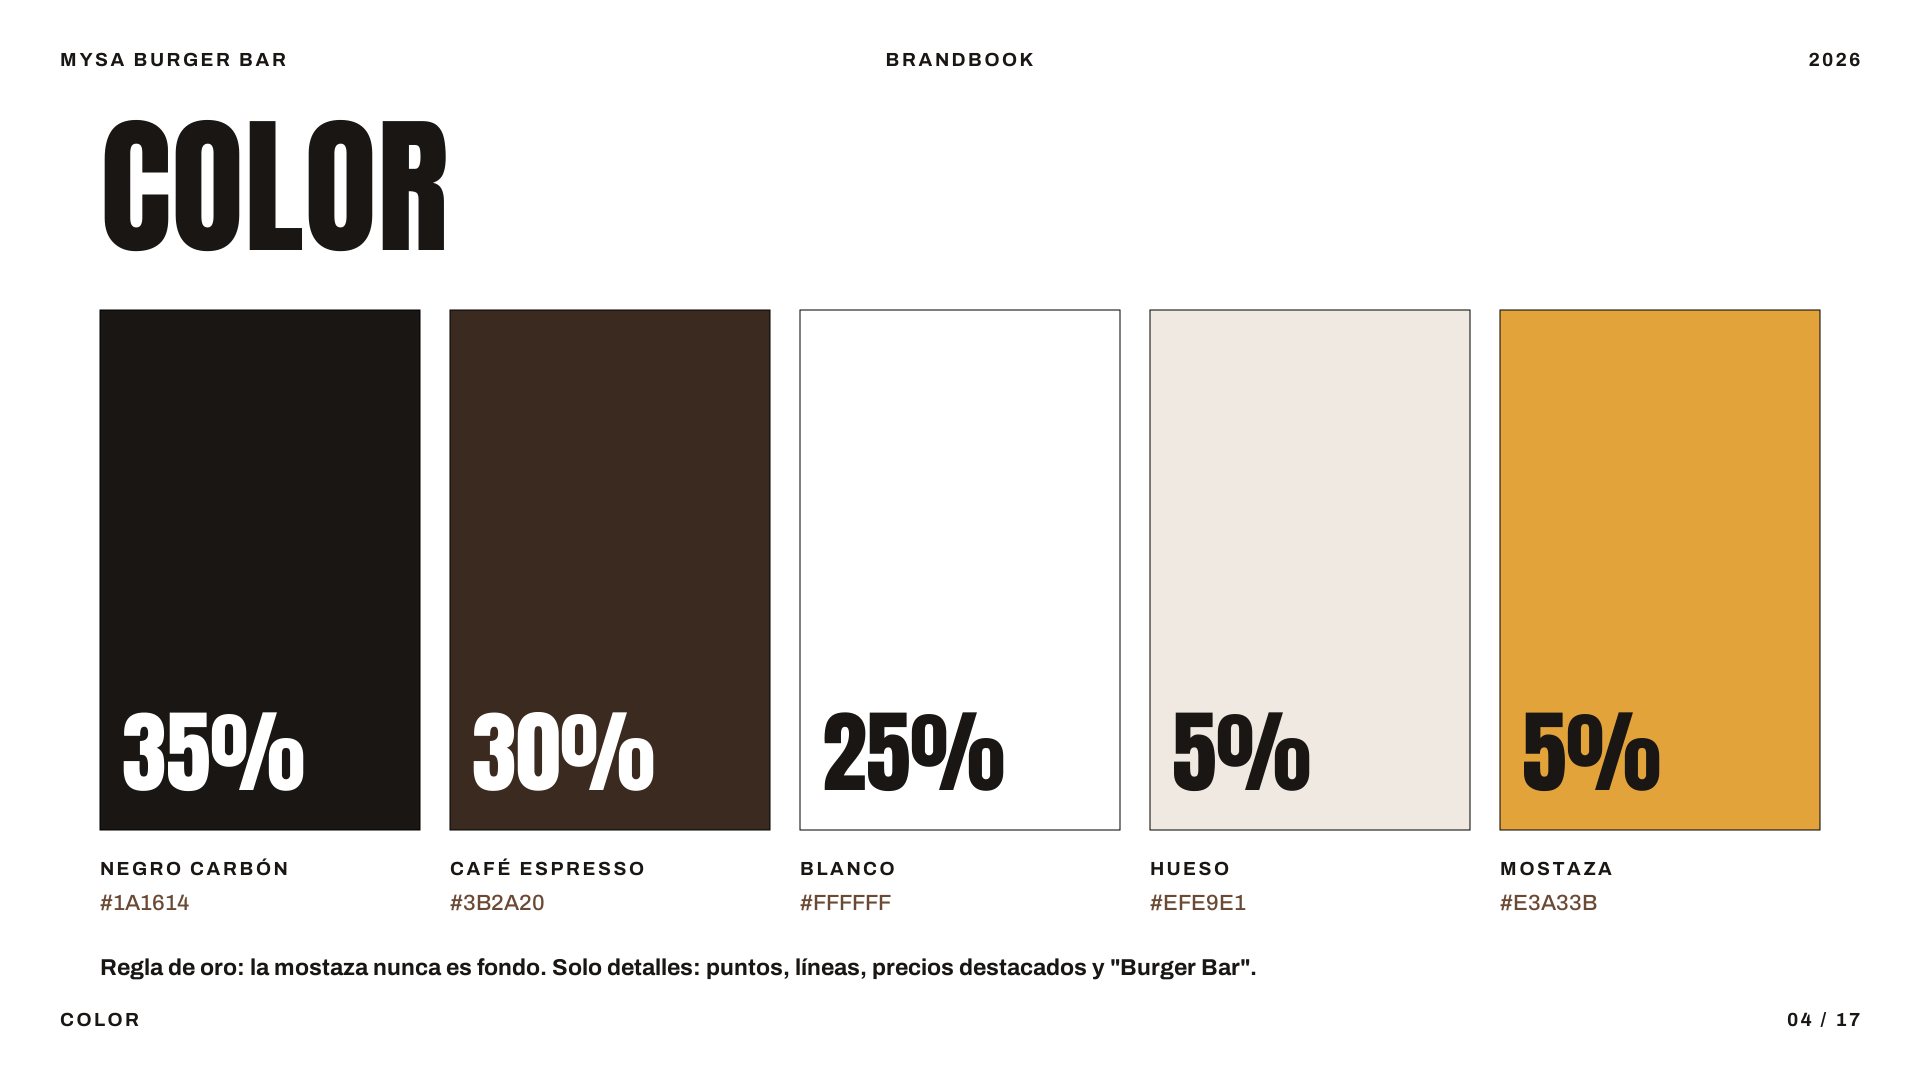 MYSA BURGER BAR
BRANDBOOK
2026
COLOR
35%
30%
25%
5%
5%
NEGRO CARBÓN
#1A1614
CAFÉ ESPRESSO
#3B2A20
BLANCO
#FFFFFF
HUESO
#EFE9E1
MOSTAZA
#E3A33B
Regla de oro: la mostaza nunca es fondo. Solo detalles: puntos, líneas, precios destacados y "Burger Bar".
COLOR
04 / 17